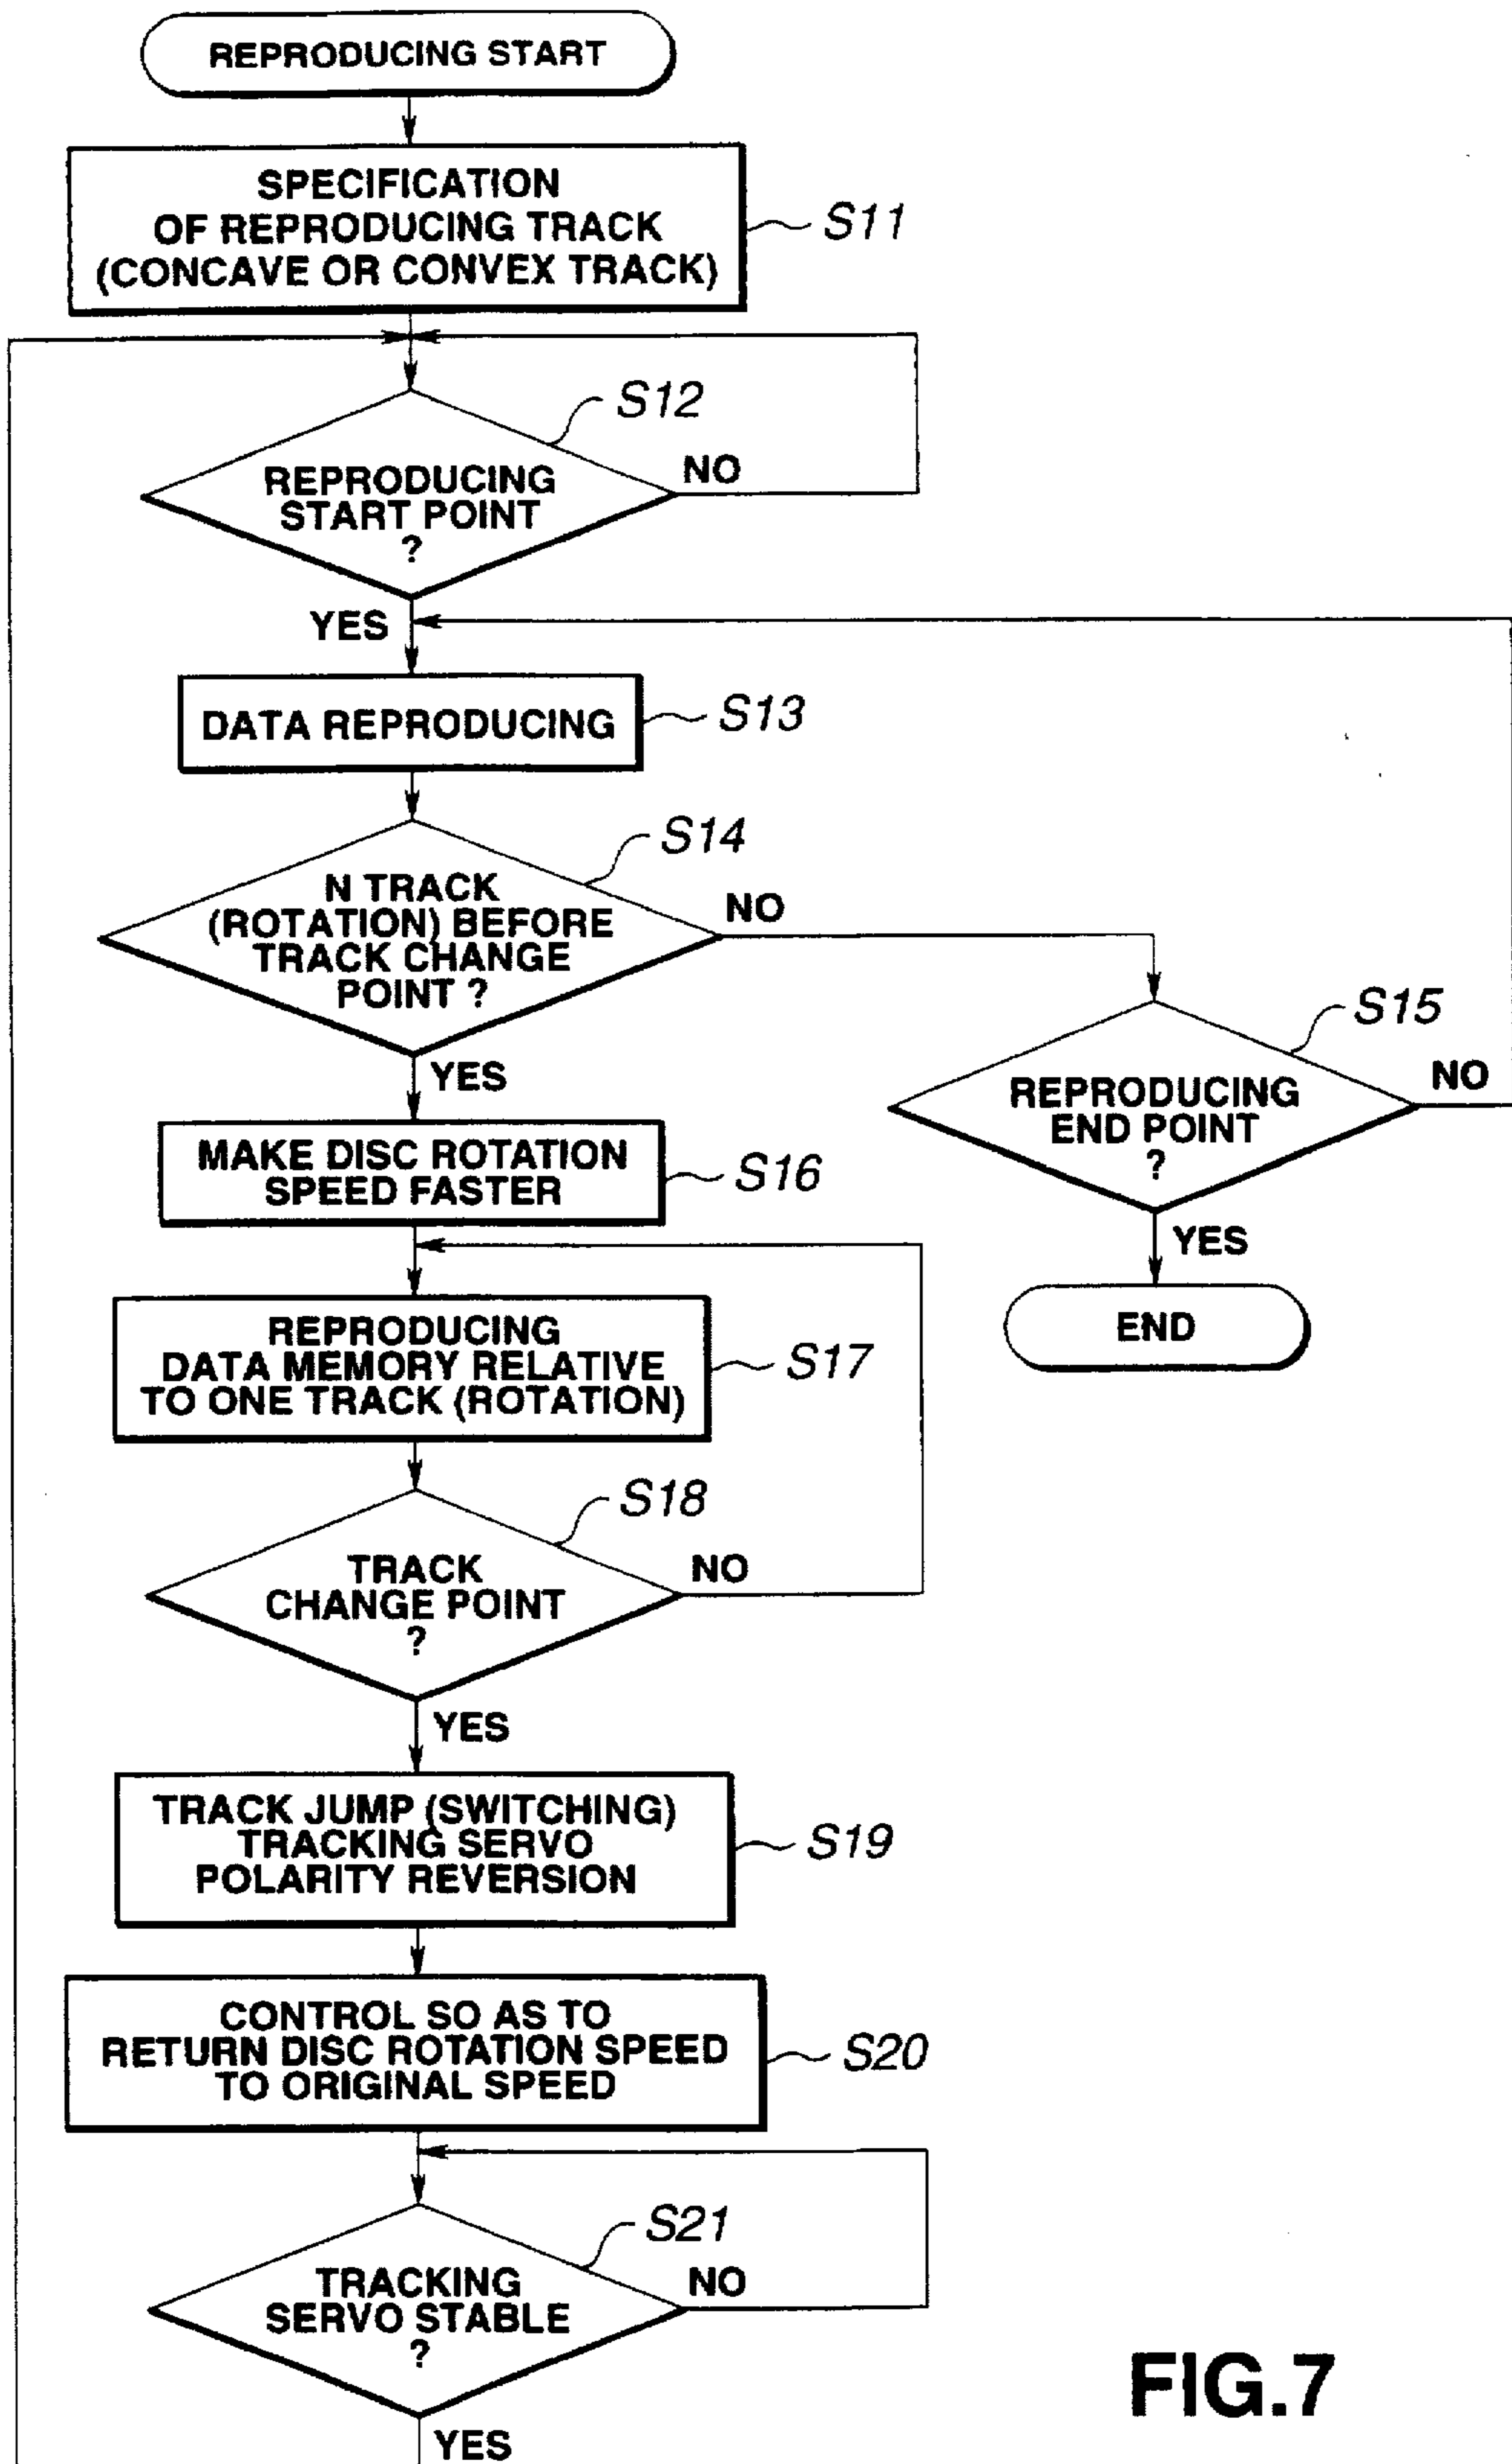 REPRODUCING START
SPECIFICATION
OF REPRODUCING TRACK
(CONCAVE OR CONVEX TRACK)
S11
S12
REPRODUCING
START POINT
?
NO
YES
DATA REPRODUCING
S13
S14
N TRACK
(ROTATION) BEFORE
TRACK CHANGE
POINT ?
NO
YES
S15
REPRODUCING
END POINT
?
NO
YES
END
MAKE DISC ROTATION
SPEED FASTER
S16
REPRODUCING
DATA MEMORY RELATIVE
TO ONE TRACK (ROTATION)
S17
S18
TRACK
CHANGE POINT
?
NO
YES
TRACK JUMP (SWITCHING)
TRACKING SERVO
POLARITY REVERSION
S19
CONTROL SO AS TO
RETURN DISC ROTATION SPEED
TO ORIGINAL SPEED
S20
S21
TRACKING
SERVO STABLE
?
NO
YES
FIG.7